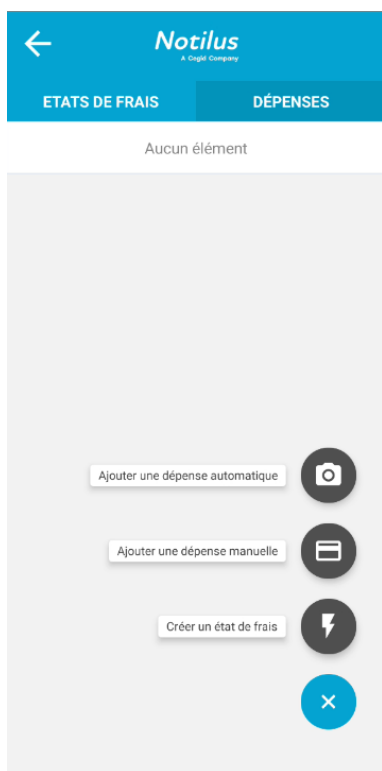 Notilus
A Cegid Company
ETATS DE FRAIS
DÉPENSES
Aucun élément
Ajouter une dépense automatique
Ajouter une dépense manuelle
Créer un état de frais